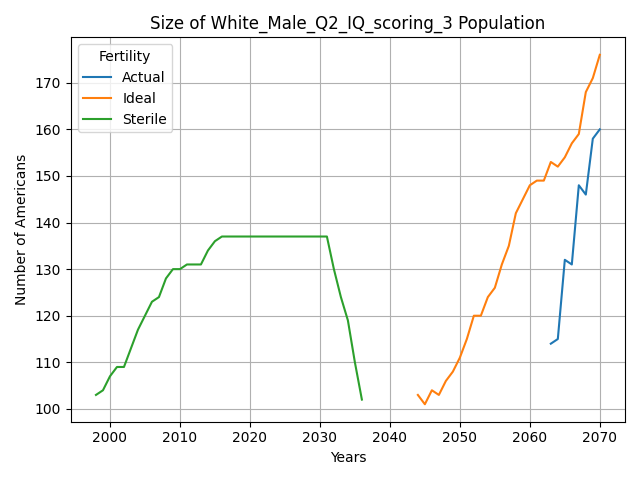 Size of White_Male_Q2_IQ_scoring_3 Population
Fertility
Actual
Ideal
Sterile
Number of Americans
170
160
150
140
130
120
110
100
2000 2010 2020 2030 2040 2050 2060 2070
Years